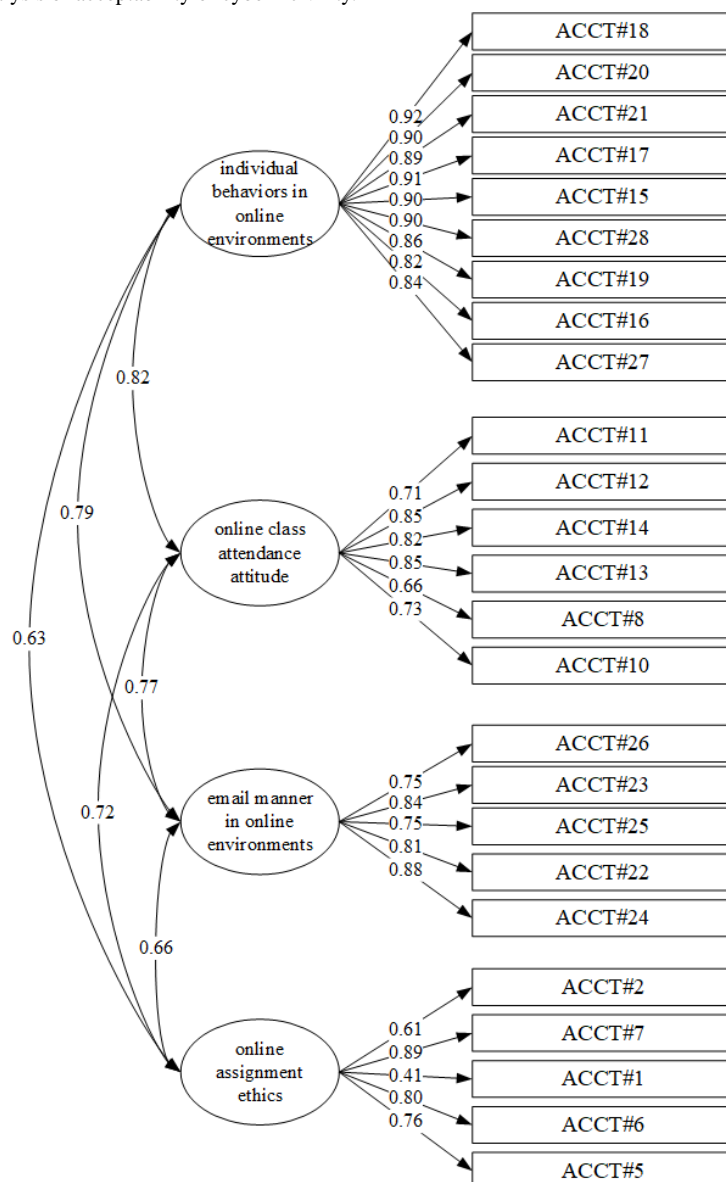 ACCT#18
ACCT#20
ACCT#21
ACCT#17
ACCT#15
ACCT#28
ACCT#19
ACCT#16
ACCT#27
0.92
0.90
0.89
0.91
0.90
0.90
0.86
0.82
0.84
individual
behaviors in
online
environments
0.82
0.79
0.63
ACCT#11
ACCT#12
ACCT#14
ACCT#13
ACCT#8
ACCT#10
0.71
0.85
0.82
0.85
0.66
0.73
online class
attendance
attitude
0.77
0.72
ACCT#26
ACCT#23
ACCT#25
ACCT#22
ACCT#24
0.75
0.84
0.75
0.81
0.88
email manner
in online
environments
0.66
ACCT#2
ACCT#7
ACCT#1
ACCT#6
ACCT#5
0.61
0.89
0.41
0.80
0.76
online
assignment
ethics